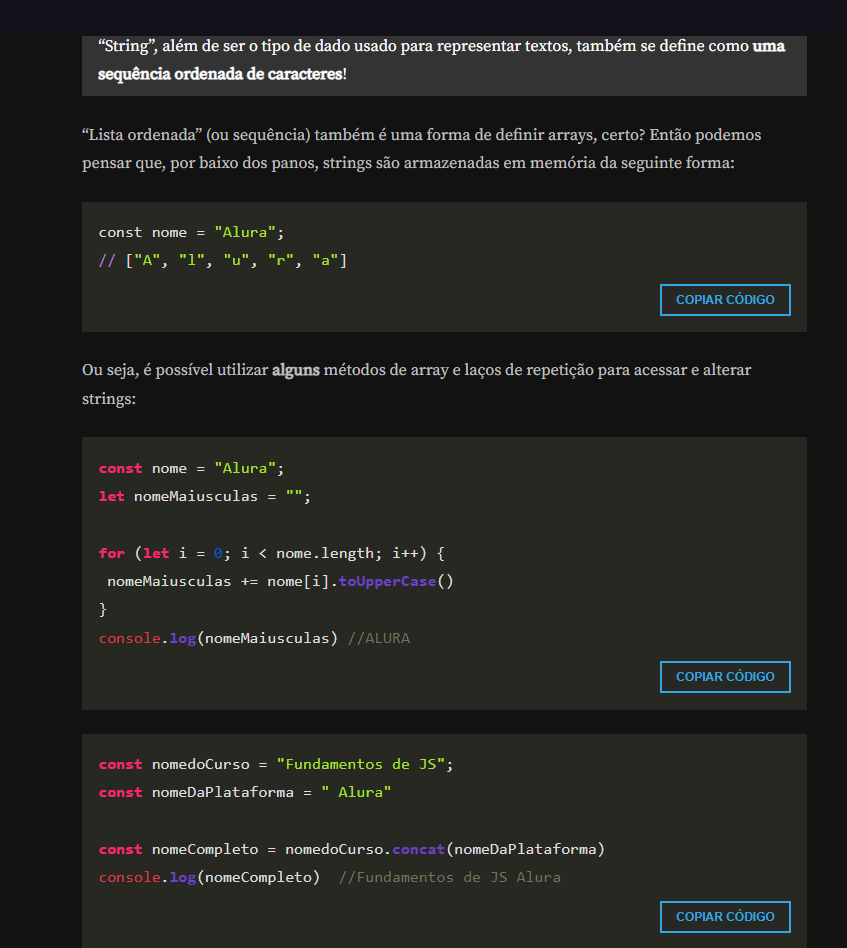 “String”, além de ser o tipo de dado usado para representar textos, também se define como uma
sequência ordenada de caracteres!
“Lista ordenada” (ou sequência) também é uma forma de definir arrays, certo? Então podemos
pensar que, por baixo dos panos, strings são armazenadas em memória da seguinte forma:
const nome = "Alura";
// ["A", "l", "u", "r", "a"]
COPIAR CÓDIGO
Ou seja, é possível utilizar alguns métodos de array e laços de repetição para acessar e alterar
strings:
const nome = "Alura";
let nomeMaiusculas = "";
for (let i = 0; i < nome.length; i++) {
 nomeMaiusculas += nome[i].toUpperCase()
}
console.log(nomeMaiusculas) //ALURA
COPIAR CÓDIGO
const nomedoCurso = "Fundamentos de JS";
const nomeDaPlataforma = " Alura"
const nomeCompleto = nomedoCurso.concat(nomeDaPlataforma)
console.log(nomeCompleto)  //Fundamentos de JS Alura
COPIAR CÓDIGO